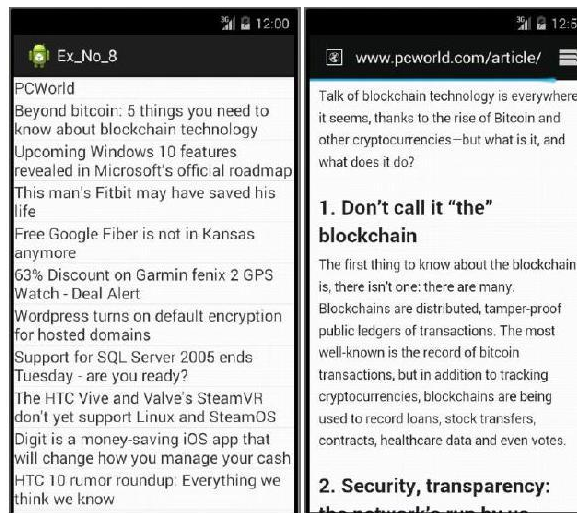 3G 12:00
Ex_No_8
PCWorld
Beyond bitcoin: 5 things you need to
know about blockchain technology
Upcoming Windows 10 features
revealed in Microsoft's official roadmap
This man's Fitbit may have saved his
life
Free Google Fiber is not in Kansas
anymore
63% Discount on Garmin fenix 2 GPS
Watch - Deal Alert
Wordpress turns on default encryption
for hosted domains
Support for SQL Server 2005 ends
Tuesday - are you ready?
The HTC Vive and Valve's SteamVR
don't yet support Linux and SteamOS
Digit is a money-saving iOS app that
will change how you manage your cash
HTC 10 rumor roundup: Everything we
think we know
3G 12:5
www.pcworld.com/article/
Talk of blockchain technology is everywhere
it seems, thanks to the rise of Bitcoin and
other cryptocurrencies—but what is it, and
what does it do?
1. Don't call it “the”
blockchain
The first thing to know about the blockchain
is, there isn't one: there are many.
Blockchains are distributed, tamper-proof
public ledgers of transactions. The most
well-known is the record of bitcoin
transactions, but in addition to tracking
cryptocurrencies, blockchains are being
used to record loans, stock transfers,
contracts, healthcare data and even votes.
2. Security, transparency:
the network's run by us